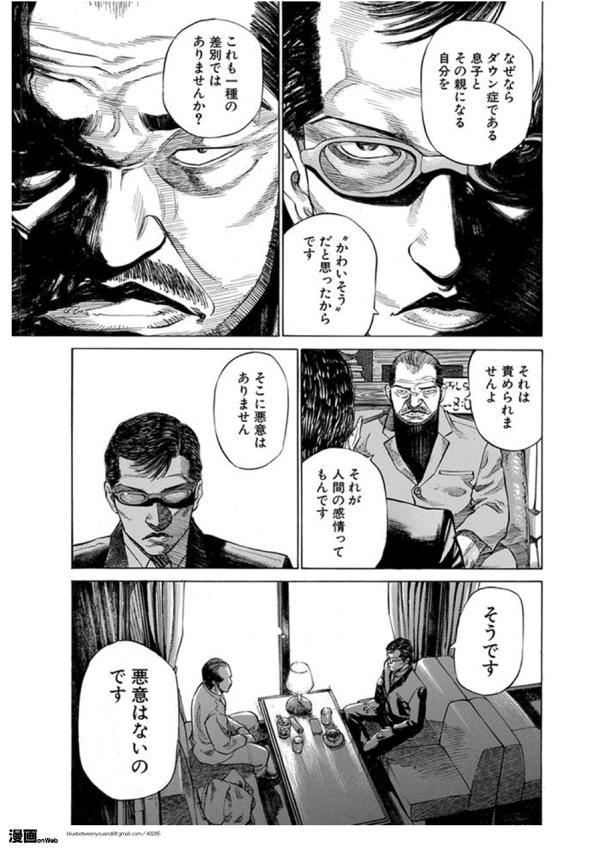 なぜなら
ダウン症である
息子と
その親になる
自分を
“かわいそう”
だと思ったから
です
これも一種の
差別では
ありませんか？
それは
責められま
せんよ
それが
人間の感情って
もんです
そこに悪意は
ありません
そうです
悪意はないの
です
漫画onWeb
bluebetweenyouandi@gmail.com/40285